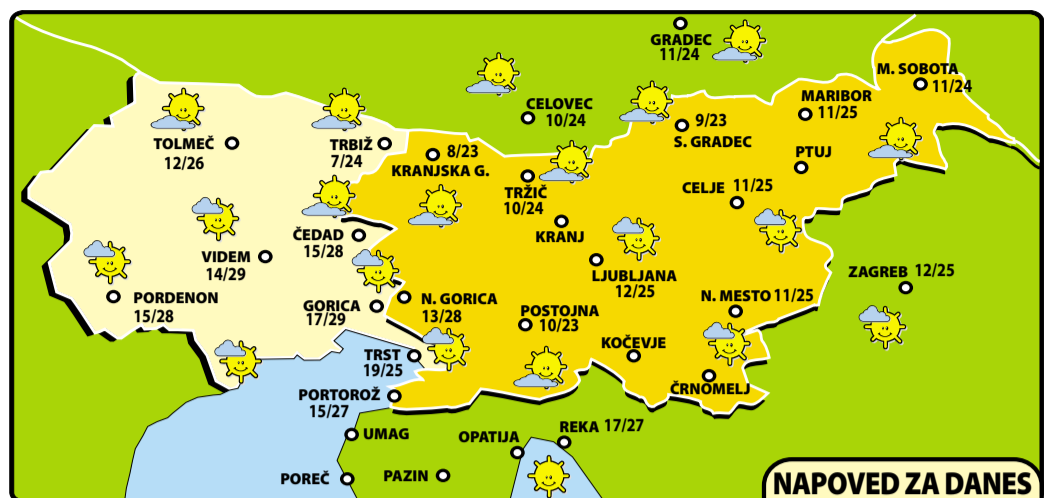 GRADEC
11/24
M. SOBOTA
11/24
MARIBOR
11/25
CELOVEC
10/24
9/23
S. GRADEC
TOLMEČ
12/26
TRBIŽ
7/24
8/23
KRANJSKA G.
PTUJ
TRŽIČ
10/24
CELJE 11/25
KRANJ
ČEDAD
15/28
VIDEM
14/29
LJUBLJANA
12/25
ZAGREB 12/25
PORDENON
15/28
GORICA
17/29
N. GORICA
13/28
N. MESTO 11/25
POSTOJNA
10/23
KOČEVJE
TRST
19/25
ČRNOMELJ
PORTOROŽ
15/27
UMAG
OPATIJA
REKA 17/27
POREČ
PAZIN
NAPOVED ZA DANES